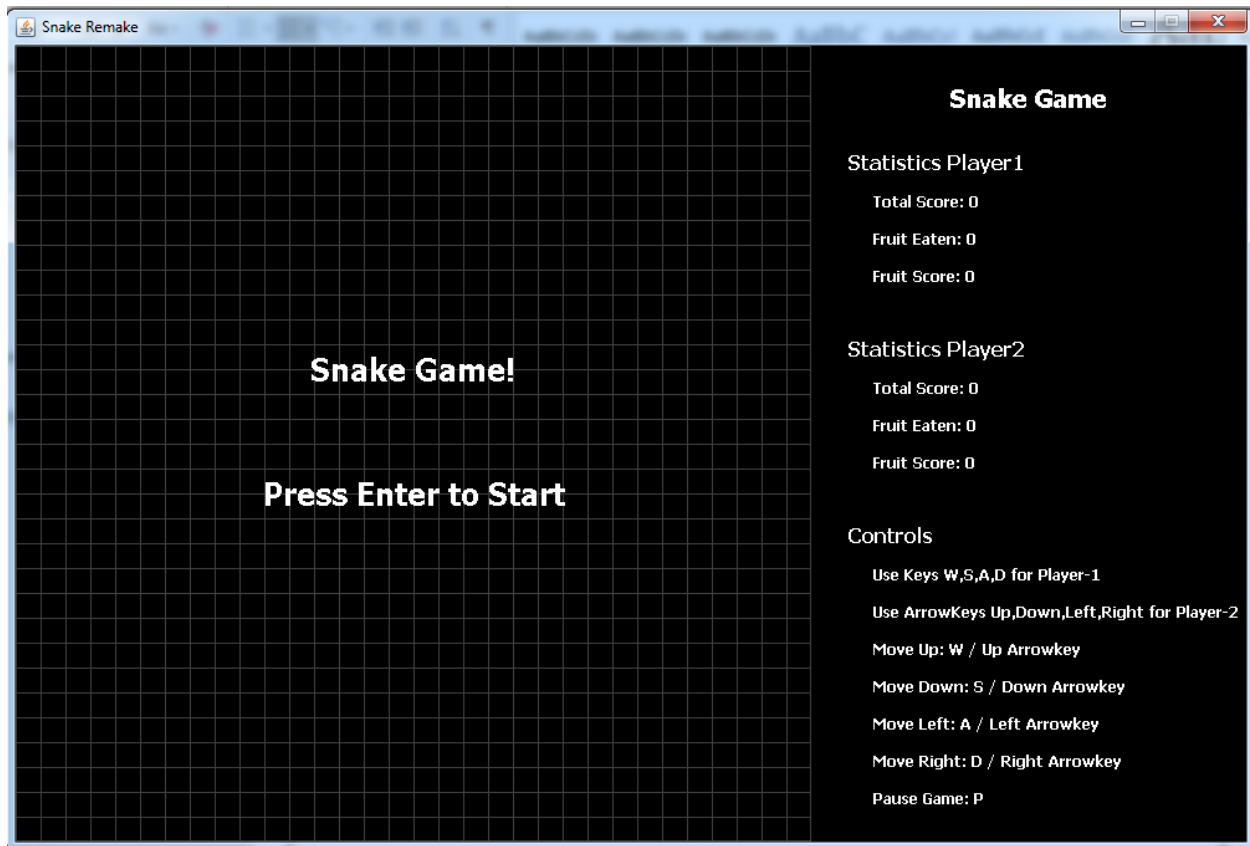 Snake Remake
Snake Game!
Press Enter to Start
Snake Game
Statistics Player1
Total Score: 0
Fruit Eaten: 0
Fruit Score: 0
Statistics Player2
Total Score: 0
Fruit Eaten: 0
Fruit Score: 0
Controls
Use Keys W,S,A,D for Player-1
Use ArrowKeys Up,Down,Left,Right for Player-2
Move Up: W / Up Arrowkey
Move Down: S / Down Arrowkey
Move Left: A / Left Arrowkey
Move Right: D / Right Arrowkey
Pause Game: P